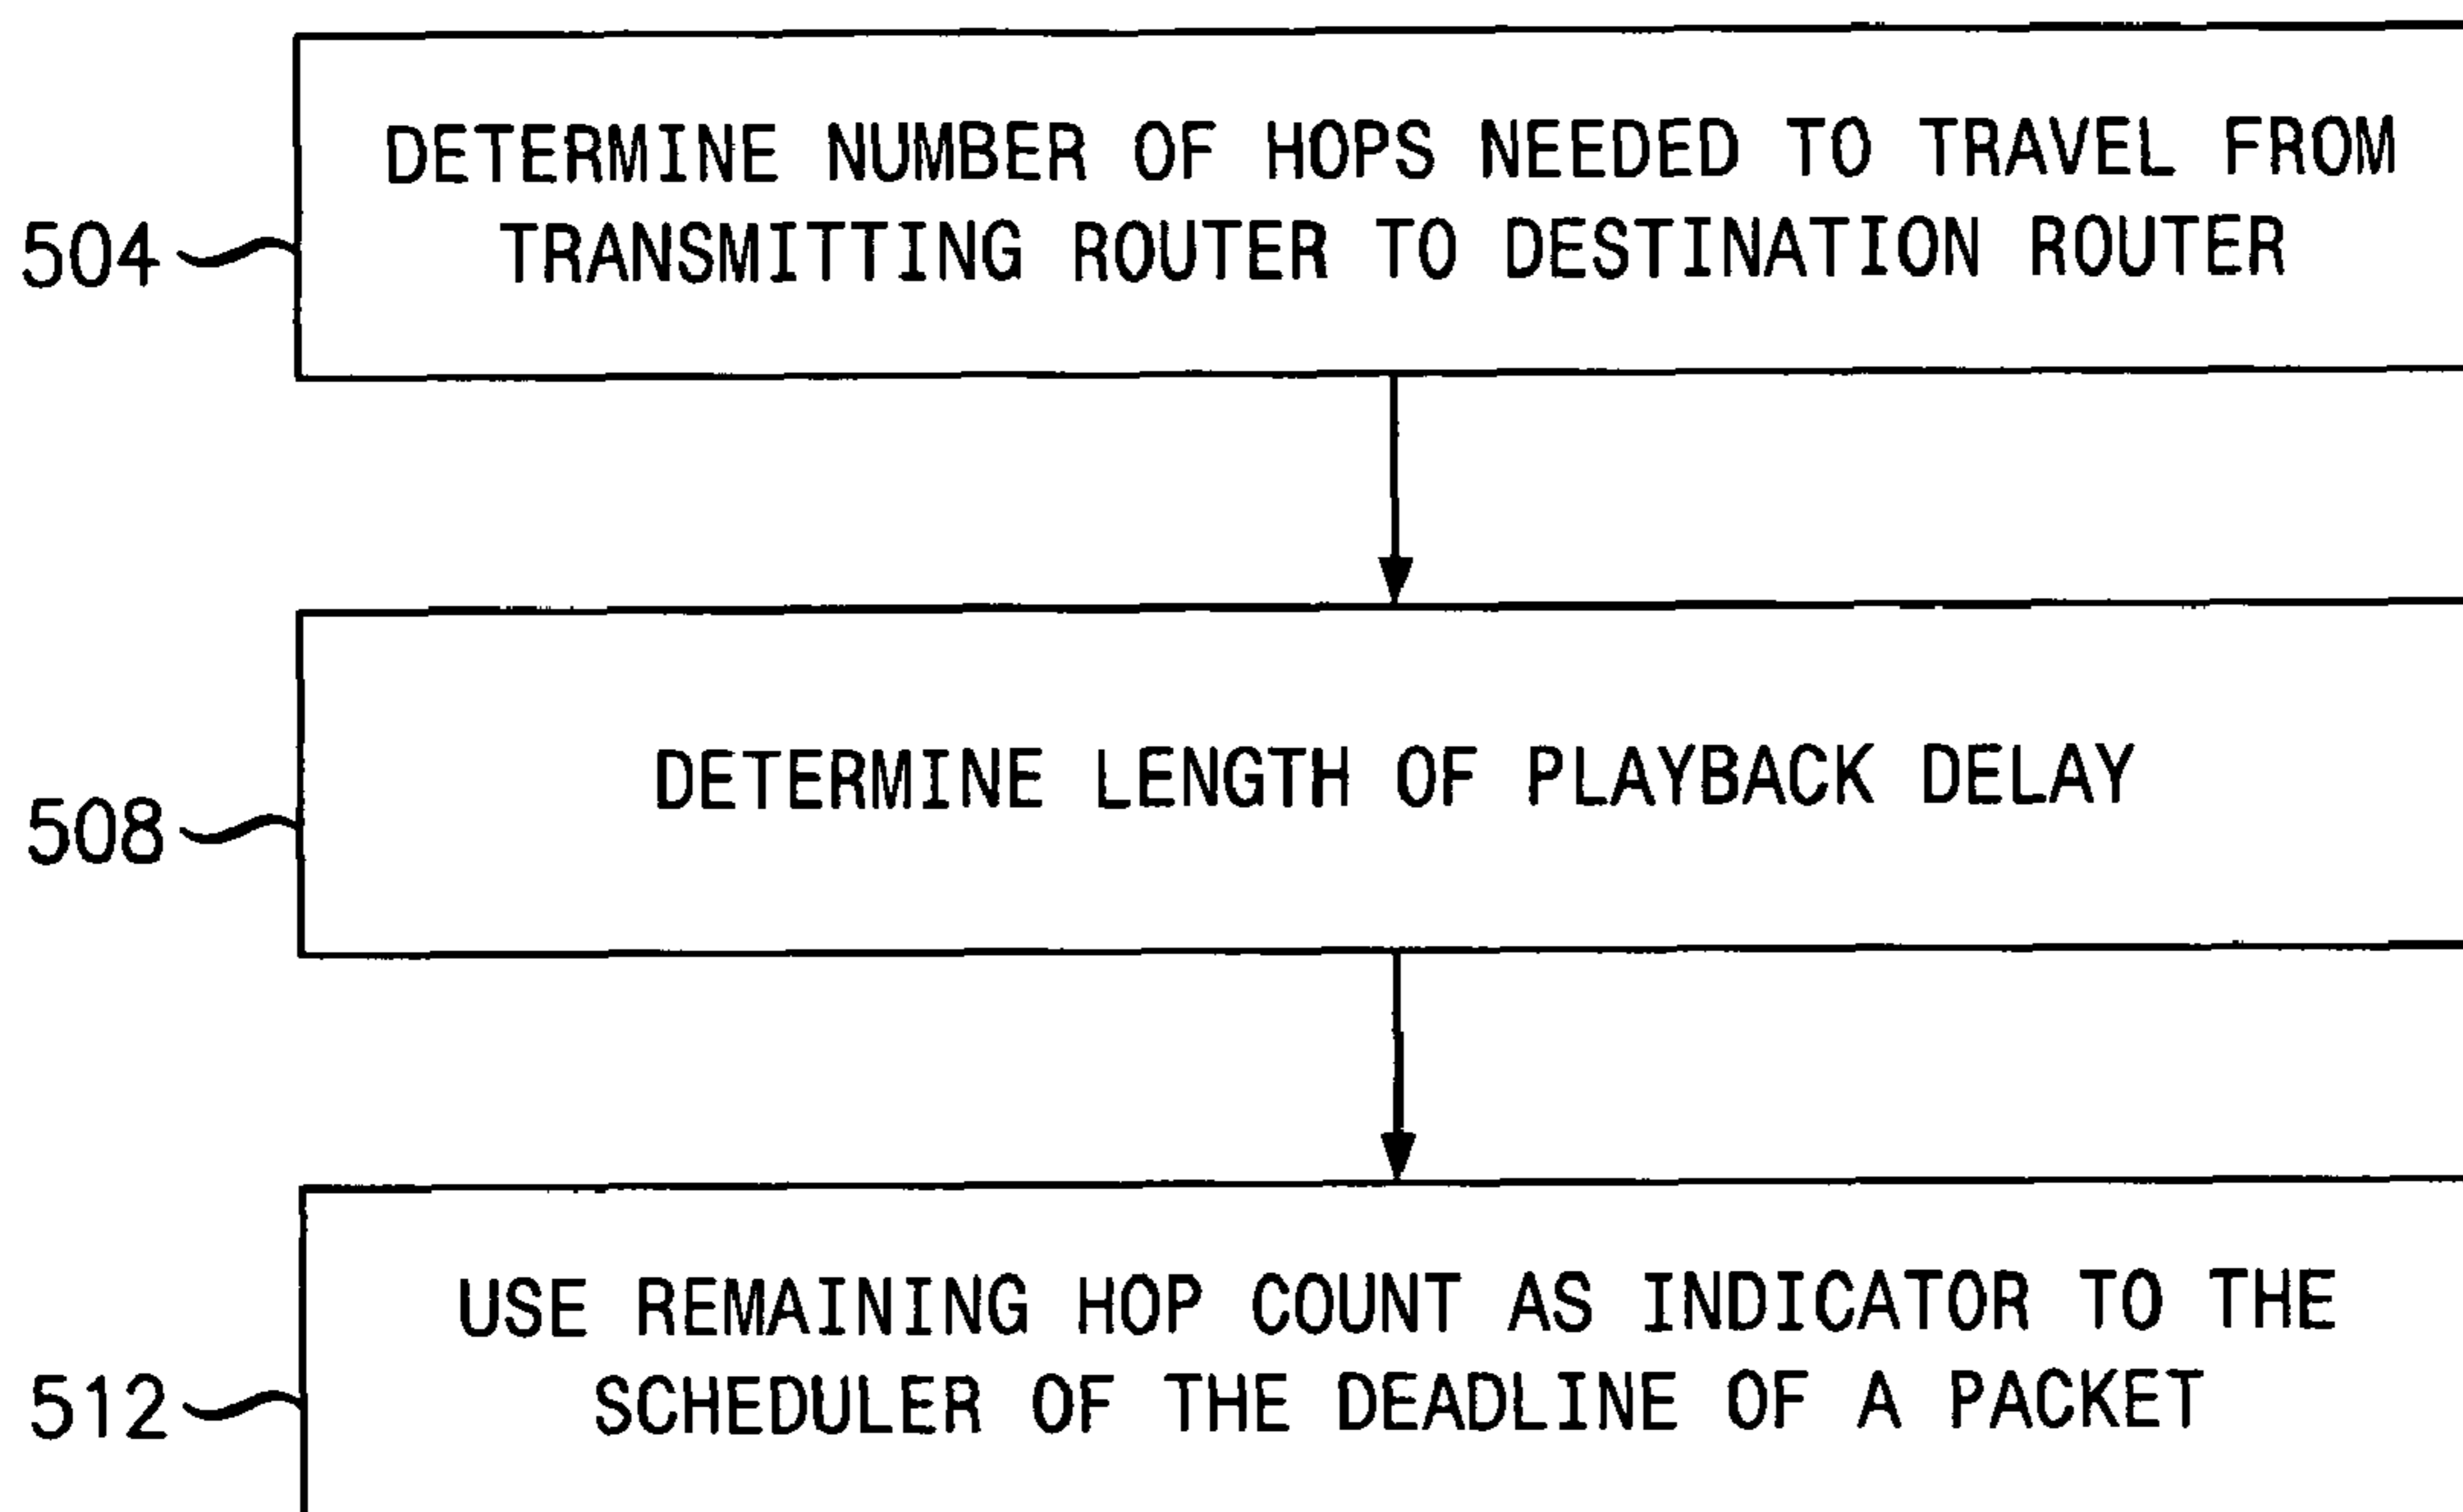 DETERMINE NUMBER OF HOPS NEEDED TO TRAVEL FROM
504
TRANSMITTING ROUTER TO DESTINATION ROUTER
DETERMINE LENGTH OF PLAYBACK DELAY
508
USE REMAINING HOP COUNT AS INDICATOR TO THE
512
SCHEDULER OF THE DEADLINE OF A PACKET